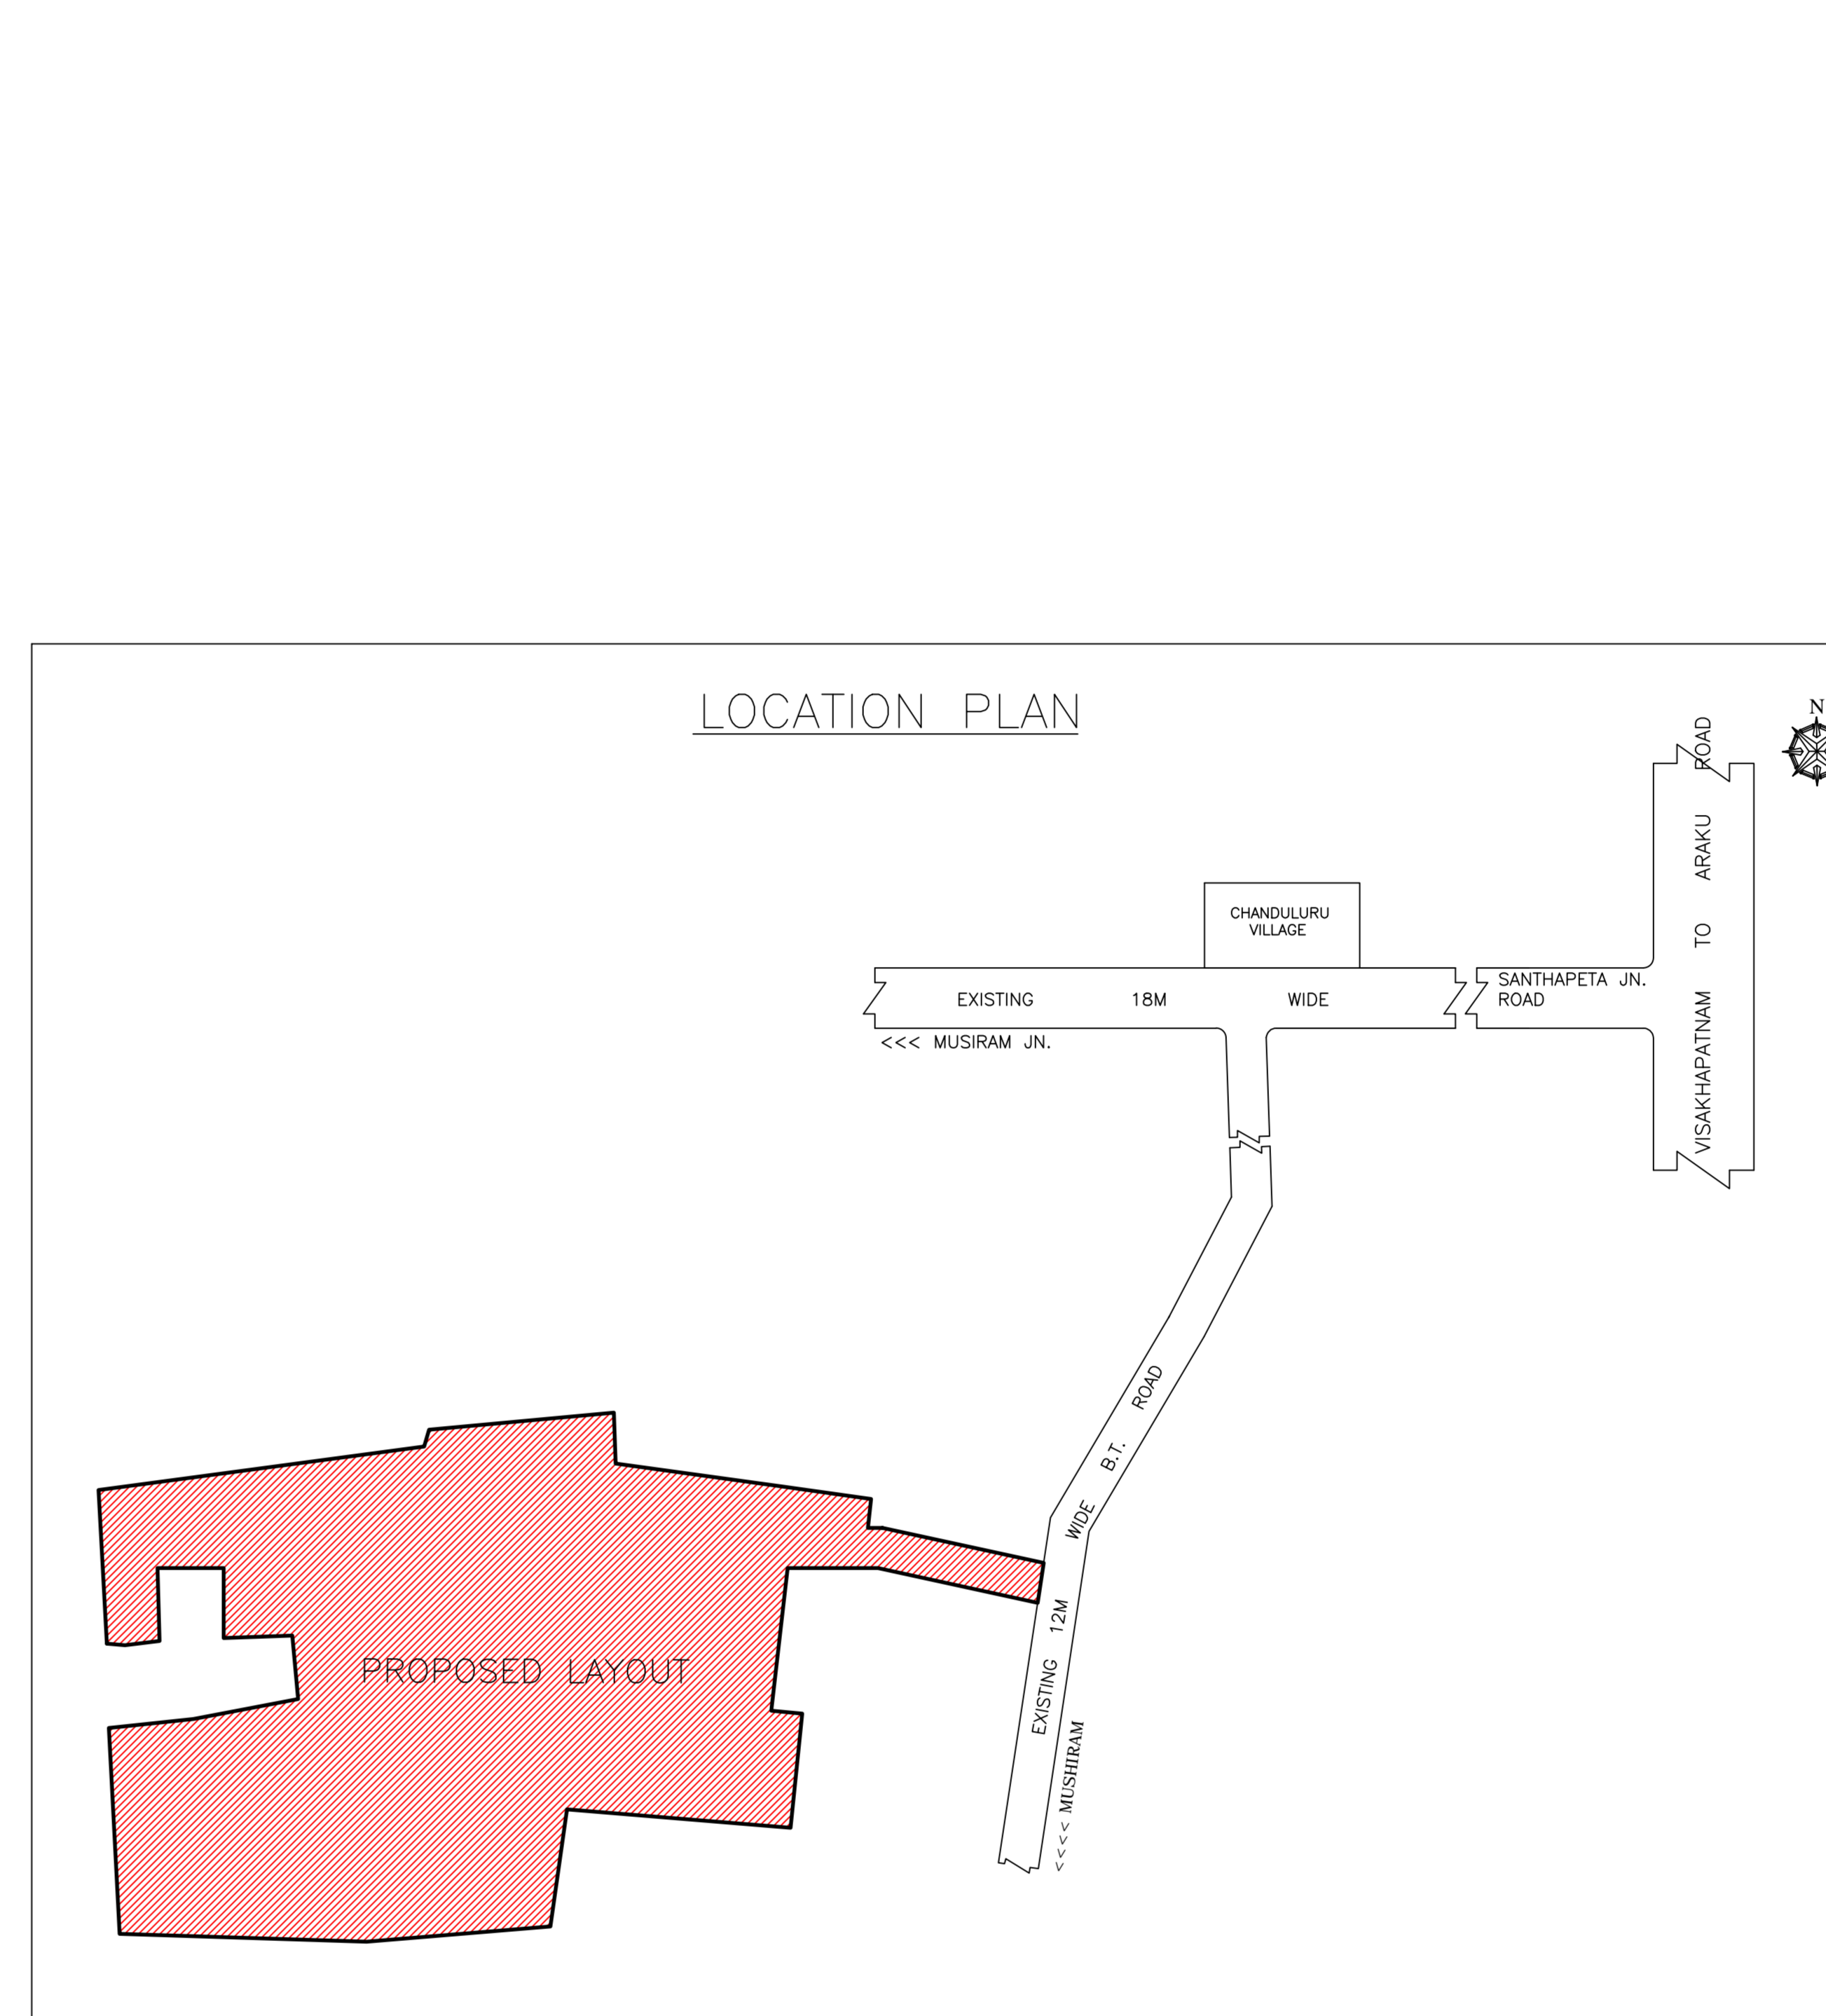 LOCATION PLAN
N
VISAKHAPATNAM TO ARAKU ROAD
CHANDULURU
VILLAGE
EXISTING 18M WIDE
SANTHAPETA JN.
ROAD
<<< MUSIRAM JN.
EXISTING 12M WIDE B.T. ROAD
<<<< MUSHIRAM
PROPOSED LAYOUT